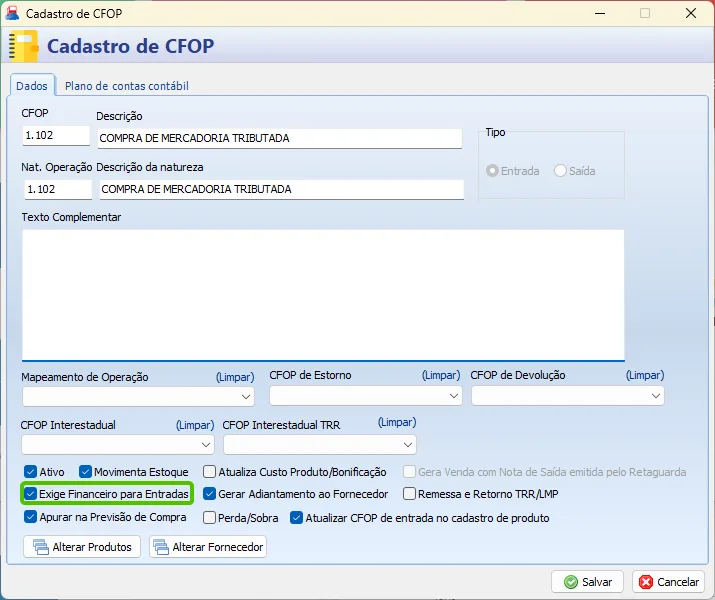 Cadastro de CFOP
Cadastro de CFOP
Dados Plano de contas contábil
CFOP Descrição
1.102 COMPRA DE MERCADORIA TRIBUTADA
Tipo
Entrada Saída
Nat. Operação Descrição da natureza
1.102 COMPRA DE MERCADORIA TRIBUTADA
Texto Complementar
Mapeamento de Operação (Limpar) CFOP de Estorno (Limpar) CFOP de Devolução (Limpar)
CFOP Interestadual (Limpar) CFOP Interestadual TRR (Limpar)
Ativo Movimenta Estoque Atualiza Custo Produto/Bonificação Gera Venda com Nota de Saída emitida pelo Retaguarda
Exige Financeiro para Entradas Gerar Adiantamento ao Fornecedor Remessa e Retorno TRR/LMP
Apurar na Previsão de Compra Perda/Sobra Atualizar CFOP de entrada no cadastro de produto
Alterar Produtos Alterar Fornecedor
Salvar Cancelar